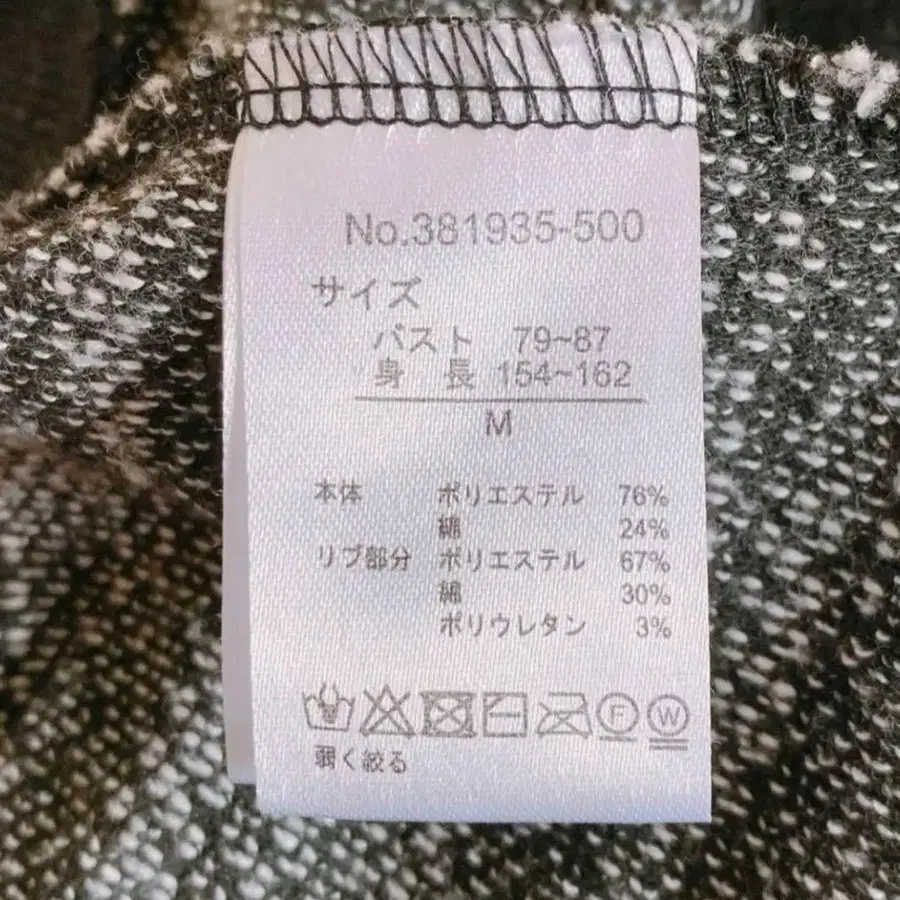 No.381935-500
サイズ
バスト 79~87
身 長 154~162
M
本体 ポリエステル 76%
綿 24%
リブ部分 ポリエステル 67%
綿 30%
ポリウレタン 3%
F W
弱く絞る